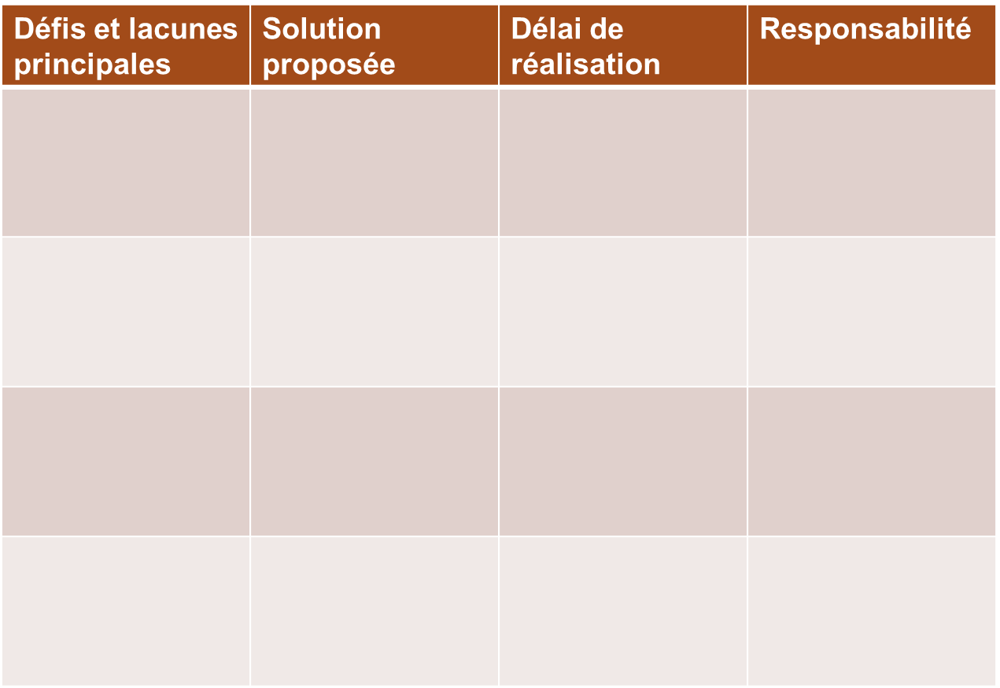 Défis et lacunes principales
Solution proposée
Délai de réalisation
Responsabilité